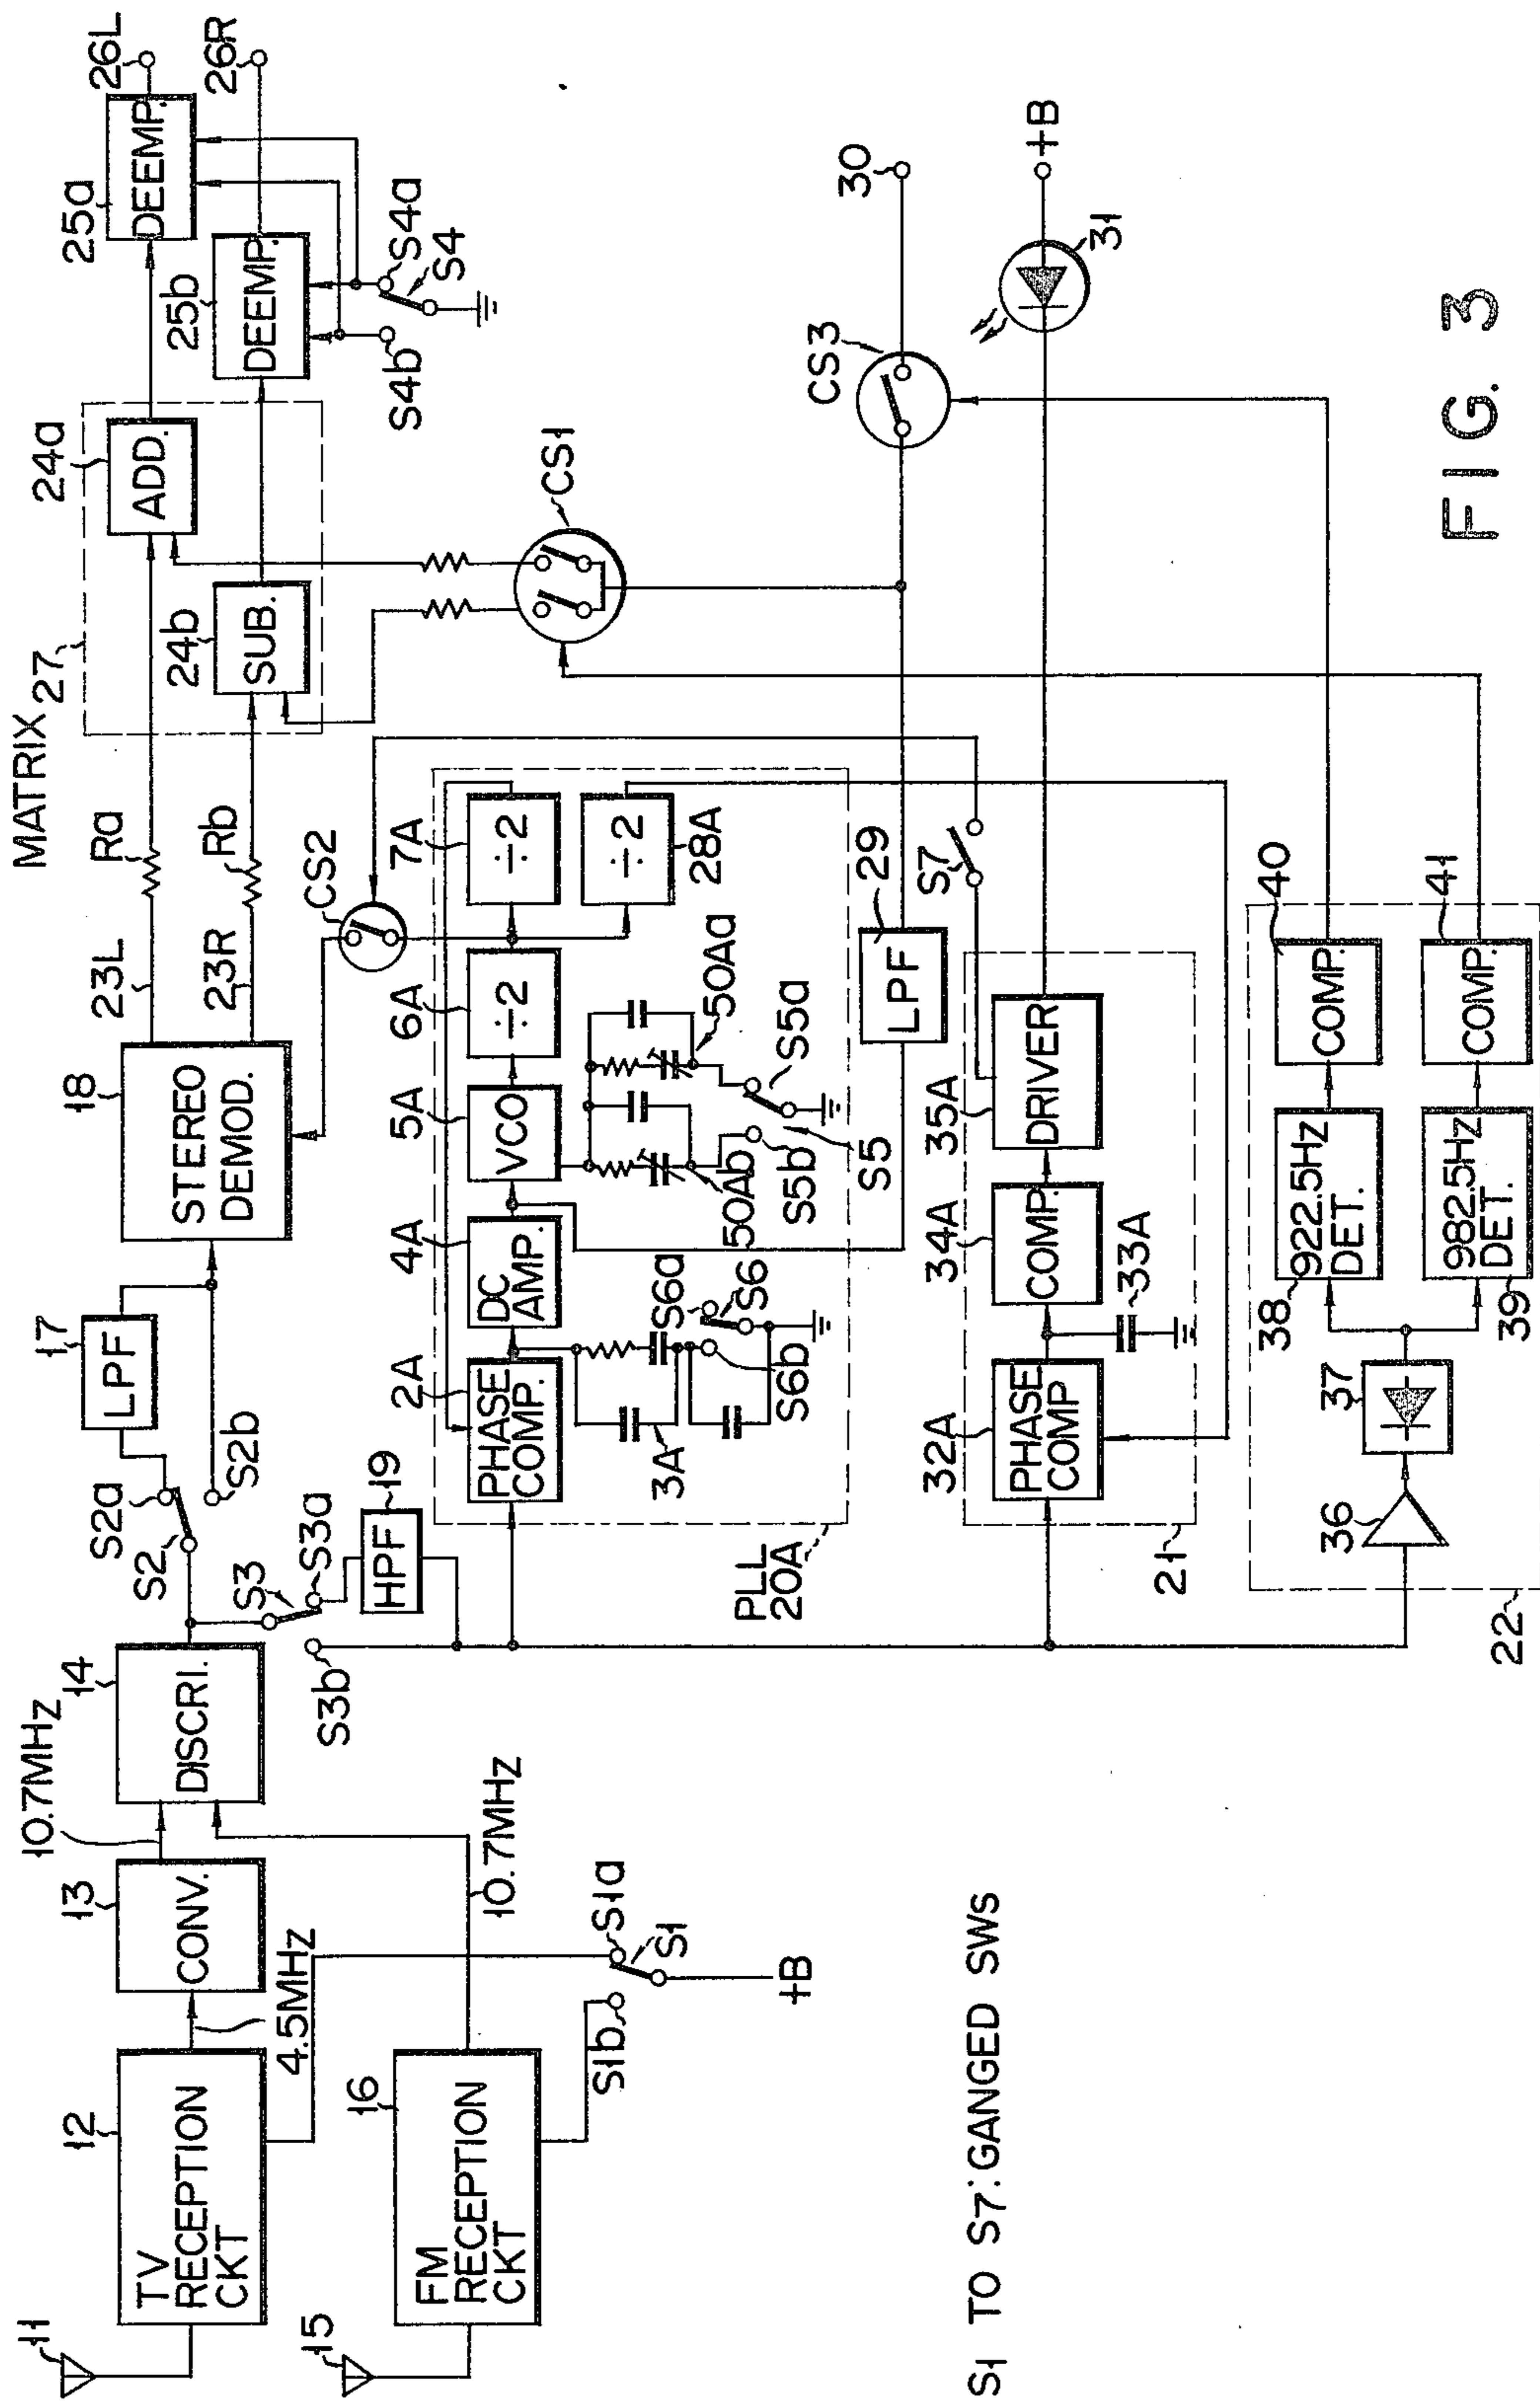 11
12
TV
RECEPTION
CKT
4.5MHz
13
CONV.
10.7MHz
14
DISCRI.
15
16
FM
RECEPTION
CKT
10.7MHz
S1b
S1a
S1
+B
S2
S2a
S2b
17
LPF
S3
S3a
S3b
19
HPF
18
STEREO
DEMOD.
23L
Ra
23R
Rb
MATRIX
27
24a
ADD.
24b
SUB.
25a
DEEMP.
26L
25b
DEEMP.
26R
S4b
S4a
S4
CS2
CS1
PLL
20A
2A
PHASE
COMP.
3A
S6b
S6a
S6
4A
DC
AMP.
5A
VCO
50Ab
50Aa
S5b
S5a
S5
6A
÷2
7A
÷2
÷2
28A
29
LPF
CS3
30
21
32A
PHASE
COMP
33A
34A
COMP.
35A
DRIVER
S7
31
+B
22
36
37
38
922.5Hz
DET.
39
982.5Hz
DET.
40
COMP.
41
COMP.
S1 TO S7:GANGED SWs
FIG. 3